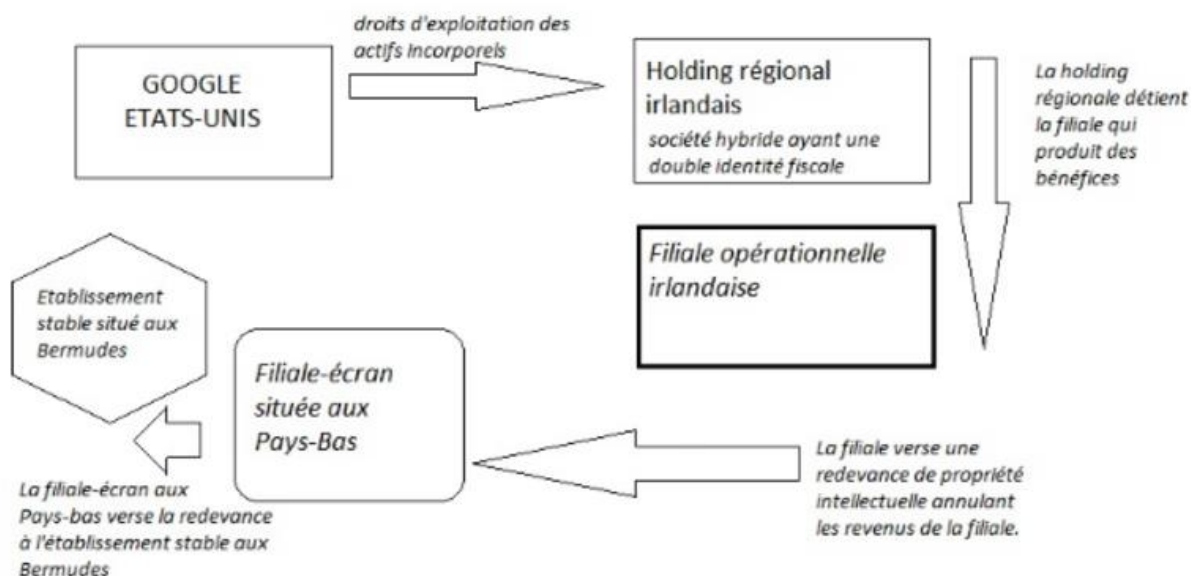 droits d'exploitation des
actifs Incorporels
GOOGLE
ETATS-UNIS
Holding régional
irlandais
société hybride ayant une
double identité fiscale
La holding
régionale détient
la filiale qui
produit des
bénéfices
Filiale opérationnelle
irlandaise
Etablissement
stable situé aux
Bermudes
Filiale-écran
située aux
Pays-Bas
La filiale verse une
redevance de propriété
intellectuelle annulant
les revenus de la filiale.
La filiale-écran aux
Pays-bas verse la redevance
à l'établissement stable aux
Bermudes